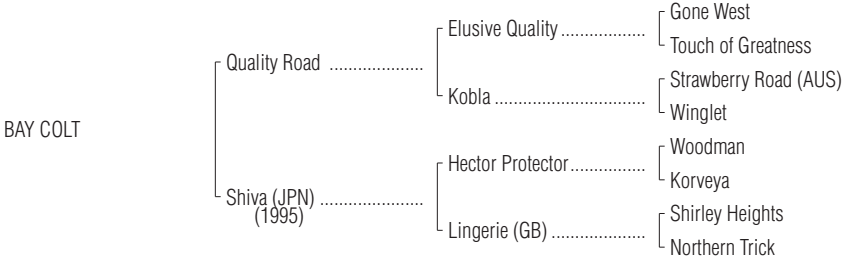 Gone West
Elusive Quality ...................
Touch of Greatness
Quality Road .....................
Strawberry Road (AUS)
Kobla ..................................
Winglet
BAY COLT
Woodman
Hector Protector.................
Korveya
Shiva (JPN) .......................
(1995)
Shirley Heights
Lingerie (GB) .....................
Northern Trick